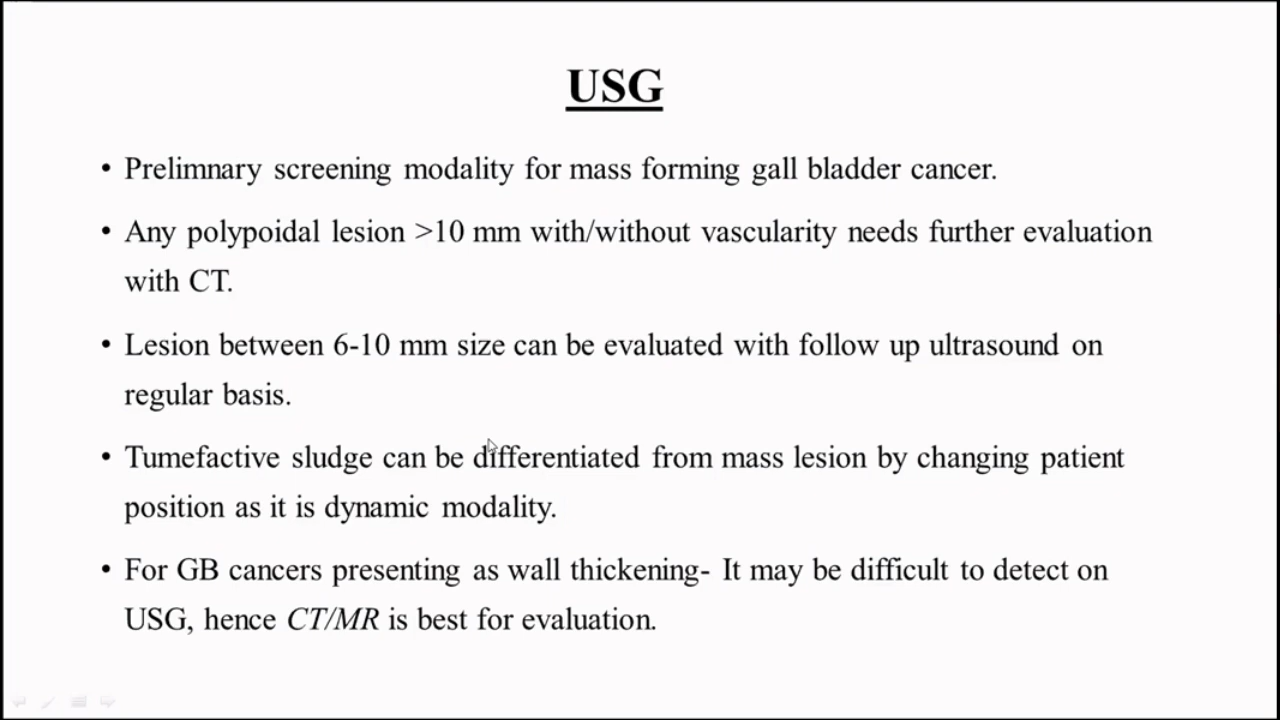 USG
• Prelimnary screening modality for mass forming gall bladder cancer.
• Any polypoidal lesion >10 mm with/without vascularity needs further evaluation
with CT.
• Lesion between 6-10 mm size can be evaluated with follow up ultrasound on
regular basis.
• Tumefactive sludge can be differentiated from mass lesion by changing patient
position as it is dynamic modality.
• For GB cancers presenting as wall thickening- It may be difficult to detect on
USG, hence CT/MR is best for evaluation.